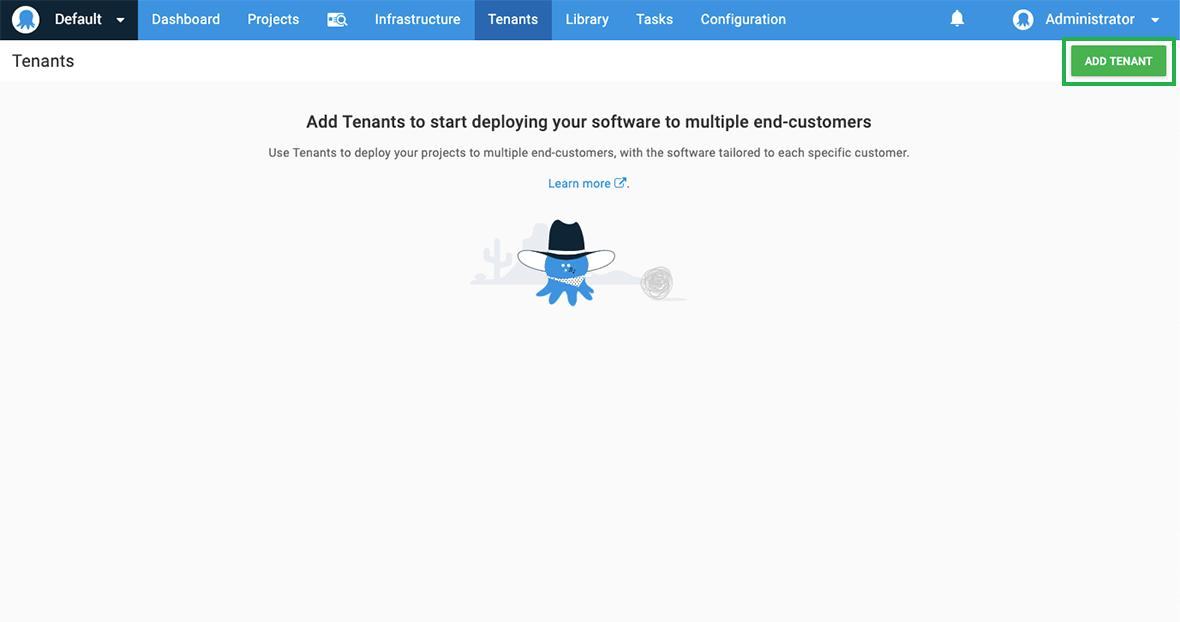 Default Dashboard Projects Infrastructure Tenants Library Tasks Configuration Administrator
Tenants ADD TENANT
Add Tenants to start deploying your software to multiple end-customers
Use Tenants to deploy your projects to multiple end-customers, with the software tailored to each specific customer.
Learn more .